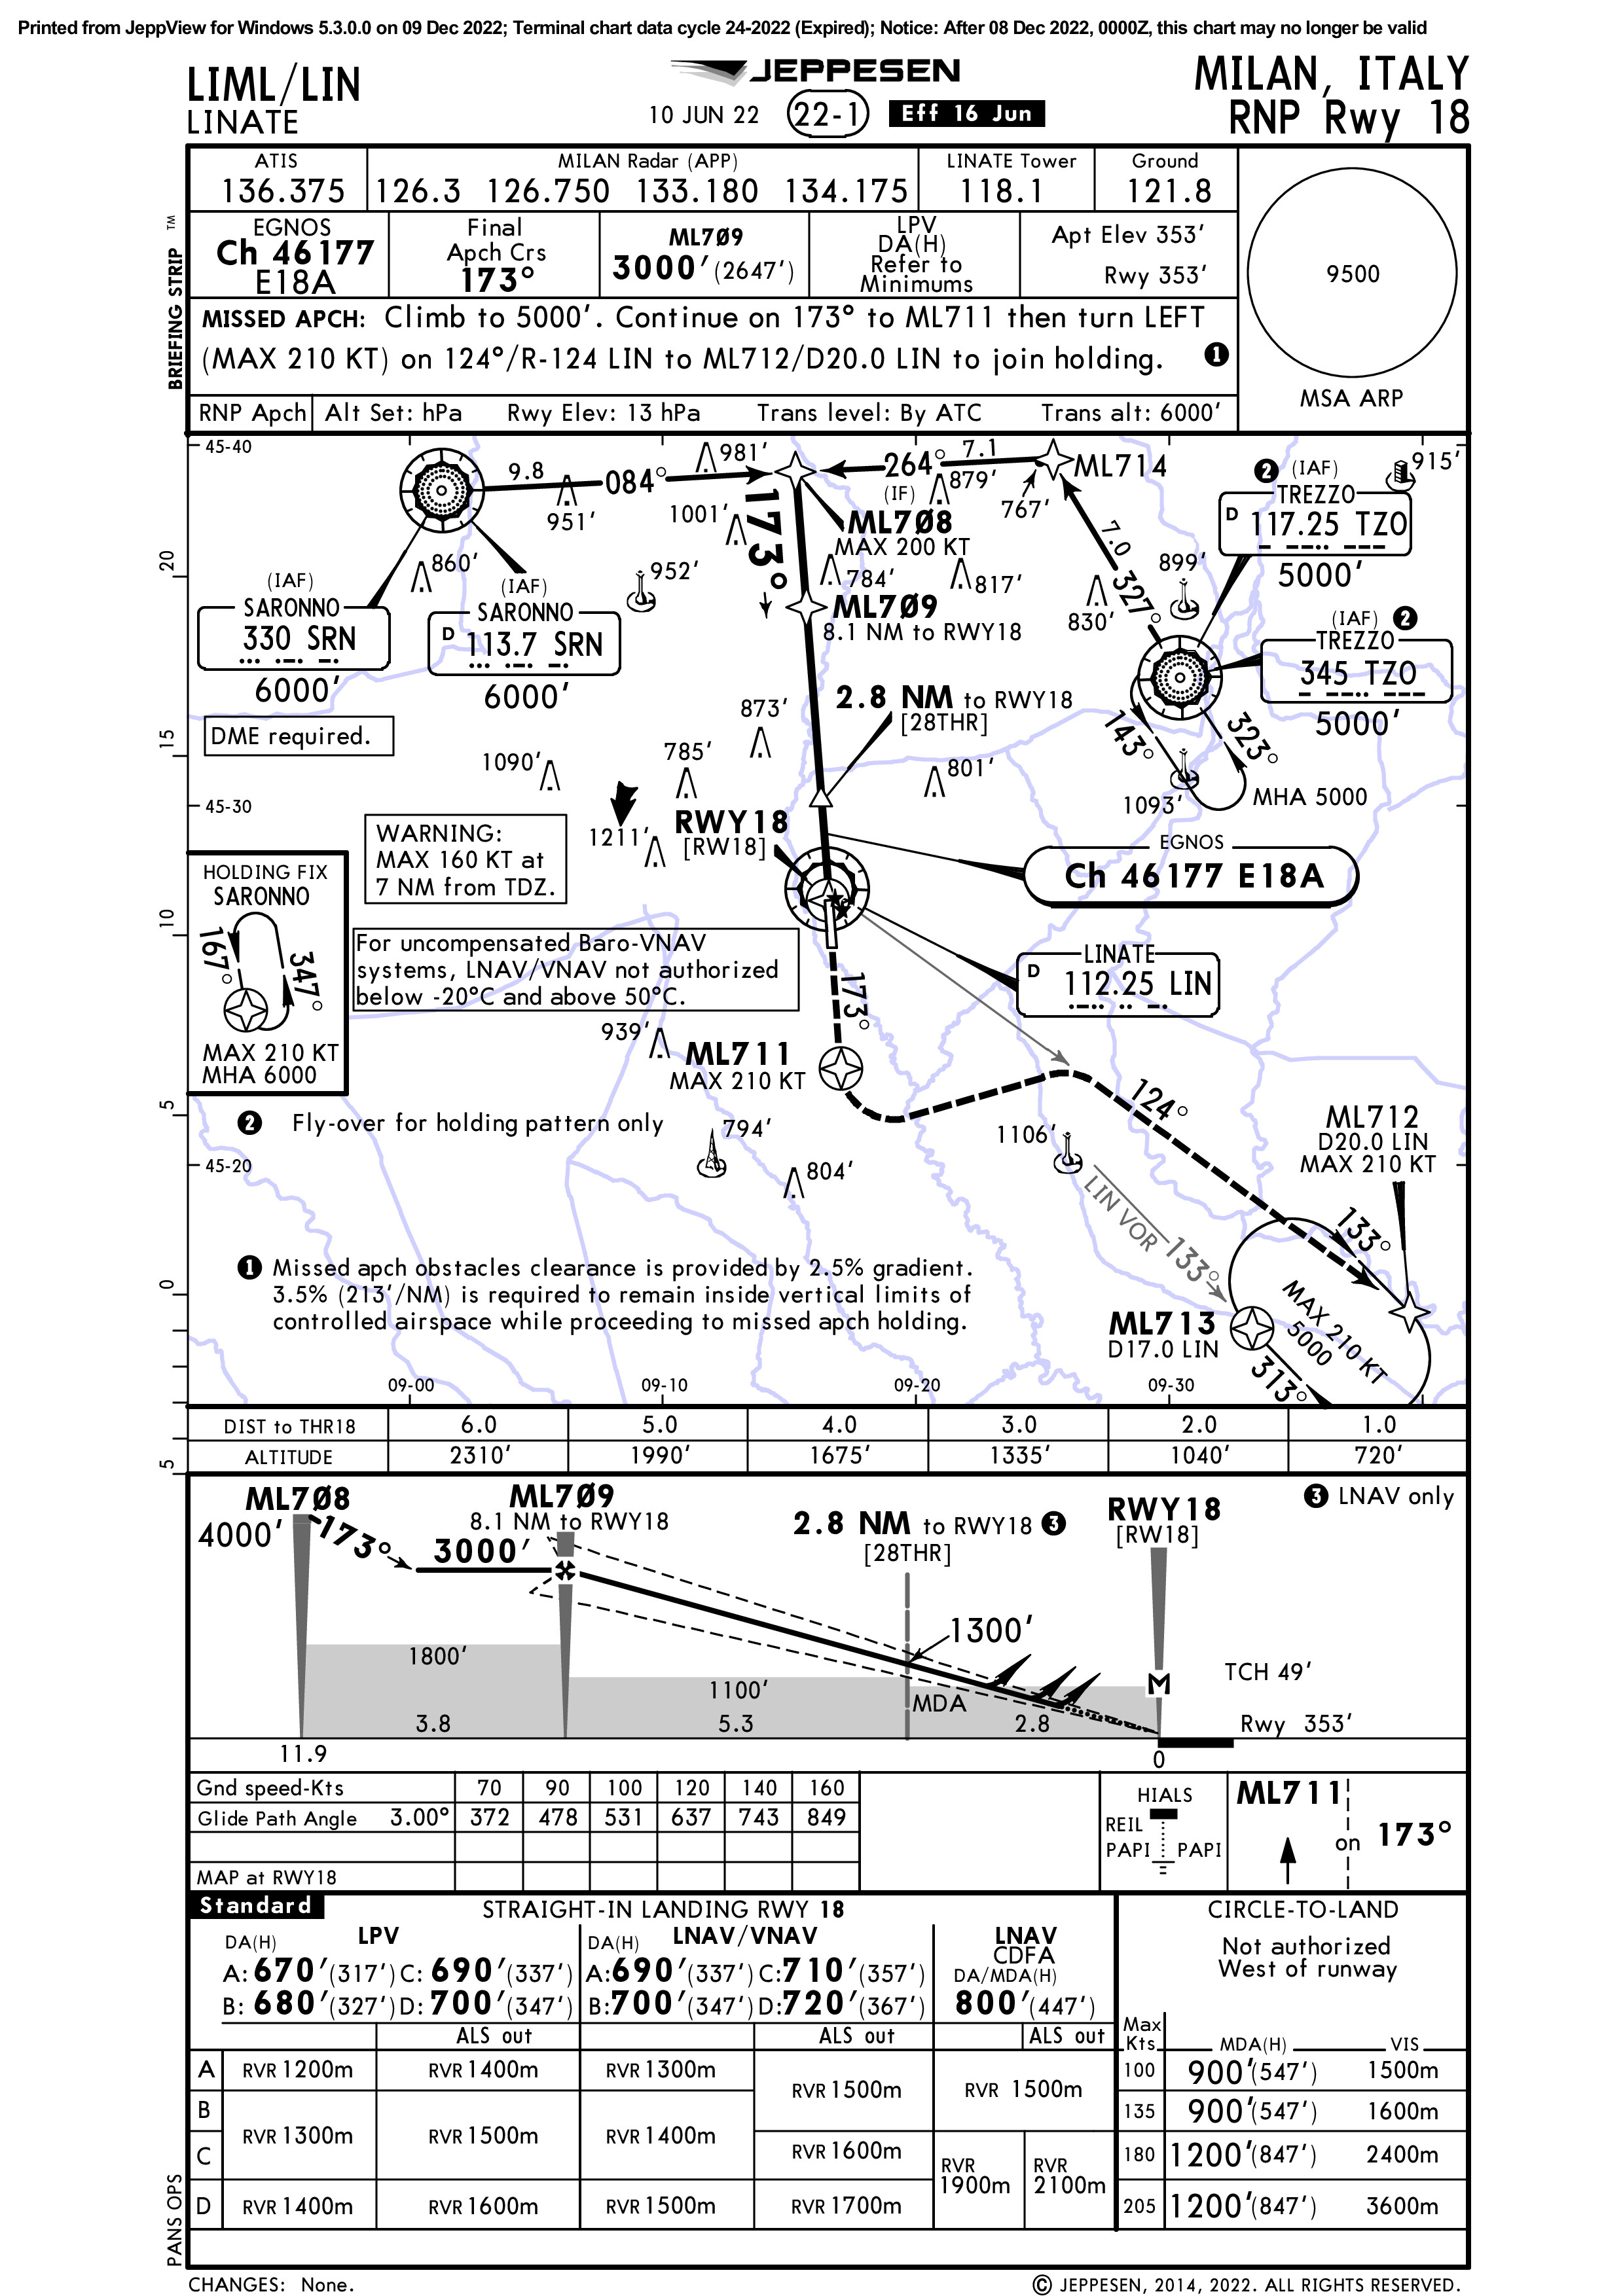 Printed from JeppView for Windows 5.3.0.0 on 09 Dec 2022; Terminal chart data cycle 24-2022 (Expired); Notice: After 08 Dec 2022, 0000Z, this chart may no longer be valid
LIML/LIN
LINATE
JEPPESEN
10 JUN 22 22-1 Eff 16 Jun
MILAN, ITALY
RNP Rwy 18
BRIEFING STRIP TM
ATIS
136.375
MILAN Radar (APP)
126.3 126.750 133.180 134.175
LINATE Tower
118.1
Ground
121.8
EGNOS
Ch 46177
E18A
Final
Apch Crs
173°
ML7Ø9
3000' (2647')
LPV
DA(H)
Refer to
Minimums
Apt Elev 353'
Rwy 353'
9500
MSA ARP
MISSED APCH: Climb to 5000'. Continue on 173° to ML711 then turn LEFT
(MAX 210 KT) on 124°/R-124 LIN to ML712/D20.0 LIN to join holding. 1
RNP Apch Alt Set: hPa Rwy Elev: 13 hPa Trans level: By ATC Trans alt: 6000'
45-40
9.8
084°
981'
951'
1001'
264°
7.1
(IF)
879'
767'
ML714
2 (IAF)
TREZZO
D 117.25 TZO
5000'
915'
173°
ML7Ø8
MAX 200 KT
784'
817'
860'
952'
7.0
327°
830'
899'
20
(IAF)
SARONNO
330 SRN
6000'
(IAF)
SARONNO
D 113.7 SRN
6000'
ML7Ø9
8.1 NM to RWY18
(IAF) 2
TREZZO
345 TZO
5000'
DME required.
873'
785'
1090'
2.8 NM to RWY18
[28THR]
801'
143°
323°
1093'
MHA 5000
15
45-30
WARNING:
MAX 160 KT at
7 NM from TDZ.
1211'
RWY18
[RW18]
EGNOS
Ch 46177 E18A
HOLDING FIX
SARONNO
167°
347°
MAX 210 KT
MHA 6000
10
For uncompensated Baro-VNAV
systems, LNAV/VNAV not authorized
below -20°C and above 50°C.
LINATE
D 112.25 LIN
173°
939'
ML711
MAX 210 KT
5
2 Fly-over for holding pattern only
794'
804'
1106'
124°
ML712
D20.0 LIN
MAX 210 KT
45-20
LIN VOR 133°
133°
MAX 210 KT
5000
1 Missed apch obstacles clearance is provided by 2.5% gradient.
3.5% (213'/NM) is required to remain inside vertical limits of
controlled airspace while proceeding to missed apch holding.
0
ML713
D17.0 LIN
313°
09-00 09-10 09-20 09-30
5
DIST to THR18 6.0 5.0 4.0 3.0 2.0 1.0
ALTITUDE 2310' 1990' 1675' 1335' 1040' 720'
ML7Ø8
4000'
173°
3000'
ML7Ø9
8.1 NM to RWY18
2.8 NM to RWY18 3
[28THR]
RWY18
[RW18]
3 LNAV only
1300'
1800'
1100'
MDA
M
TCH 49'
3.8 5.3 2.8
Rwy 353'
11.9 0
Gnd speed-Kts 70 90 100 120 140 160
Glide Path Angle 3.00° 372 478 531 637 743 849
MAP at RWY18
HIALS
REIL
PAPI PAPI
ML711
on 173°
Standard STRAIGHT-IN LANDING RWY 18
LPV
DA(H)
A: 670'(317') C: 690'(337')
B: 680'(327') D: 700'(347')
LNAV/VNAV
DA(H)
A: 690'(337') C: 710'(357')
B: 700'(347') D: 720'(367')
LNAV
CDFA
DA/MDA(H)
800'(447')
ALS out ALS out ALS out
A RVR 1200m RVR 1400m RVR 1300m RVR 1500m RVR 1500m
B RVR 1300m RVR 1500m RVR 1400m
C RVR 1600m RVR 1900m RVR 2100m
D RVR 1400m RVR 1600m RVR 1500m RVR 1700m
CIRCLE-TO-LAND
Not authorized
West of runway
Max
Kts MDA(H) VIS
100 900'(547') 1500m
135 900'(547') 1600m
180 1200'(847') 2400m
205 1200'(847') 3600m
PANS OPS
CHANGES: None.
© JEPPESEN, 2014, 2022. ALL RIGHTS RESERVED.